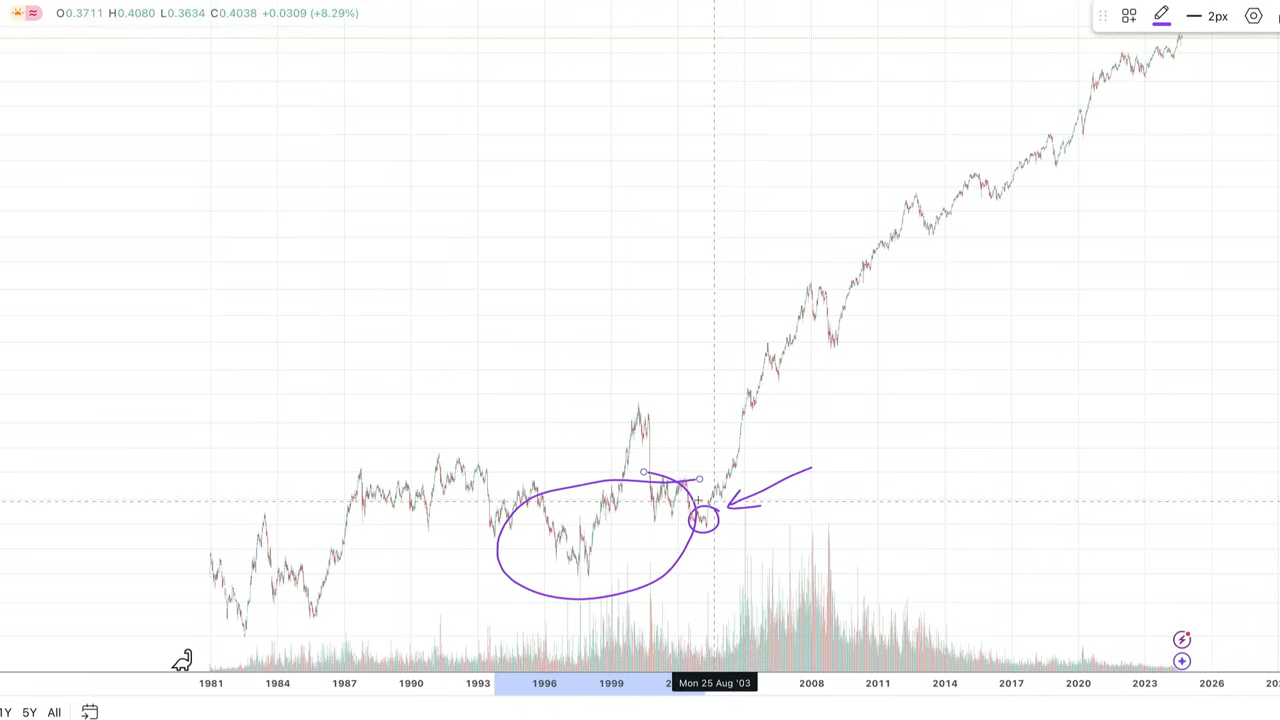 O0.3711 H0.4080 L0.3634 C0.4038 +0.0309 (+8.29%)
2px
1981 1984 1987 1990 1993 1996 1999 Mon 25 Aug '03 2008 2011 2014 2017 2020 2023 2026
1Y 5Y All